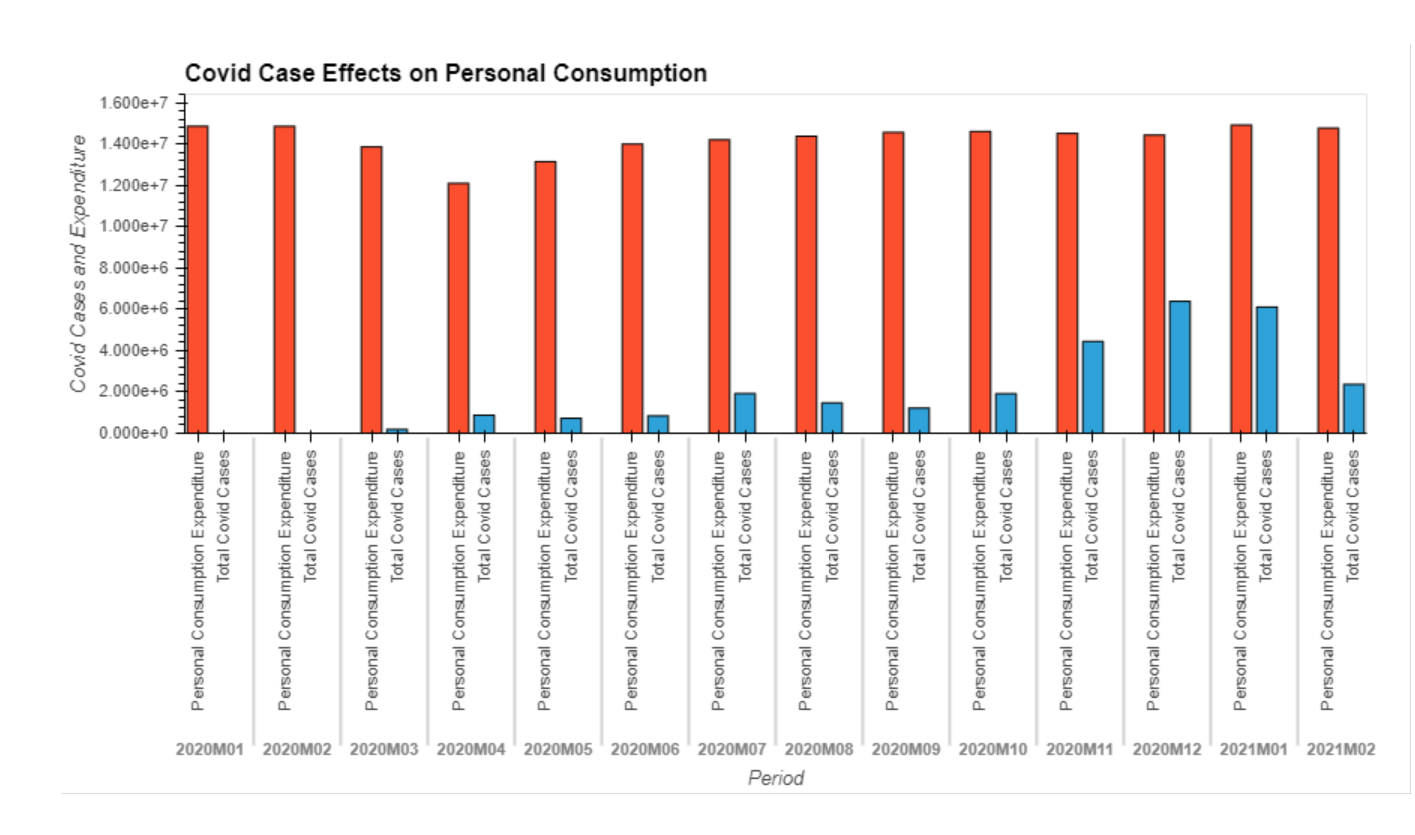 Covid Case Effects on Personal Consumption
1.600e+7
1.400e+7
1.200e+7
1.000e+7
8.000e+6
6.000e+6
4.000e+6
2.000e+6
0.000e+0
Covid Cases and Expenditure
Personal Consumption Expenditure
Total Covid Cases
Personal Consumption Expenditure
Total Covid Cases
Personal Consumption Expenditure
Total Covid Cases
Personal Consumption Expenditure
Total Covid Cases
Personal Consumption Expenditure
Total Covid Cases
Personal Consumption Expenditure
Total Covid Cases
Personal Consumption Expenditure
Total Covid Cases
Personal Consumption Expenditure
Total Covid Cases
Personal Consumption Expenditure
Total Covid Cases
Personal Consumption Expenditure
Total Covid Cases
Personal Consumption Expenditure
Total Covid Cases
Personal Consumption Expenditure
Total Covid Cases
Personal Consumption Expenditure
Total Covid Cases
Personal Consumption Expenditure
Total Covid Cases
2020M01 2020M02 2020M03 2020M04 2020M05 2020M06 2020M07 2020M08 2020M09 2020M10 2020M11 2020M12 2021M01 2021M02
Period